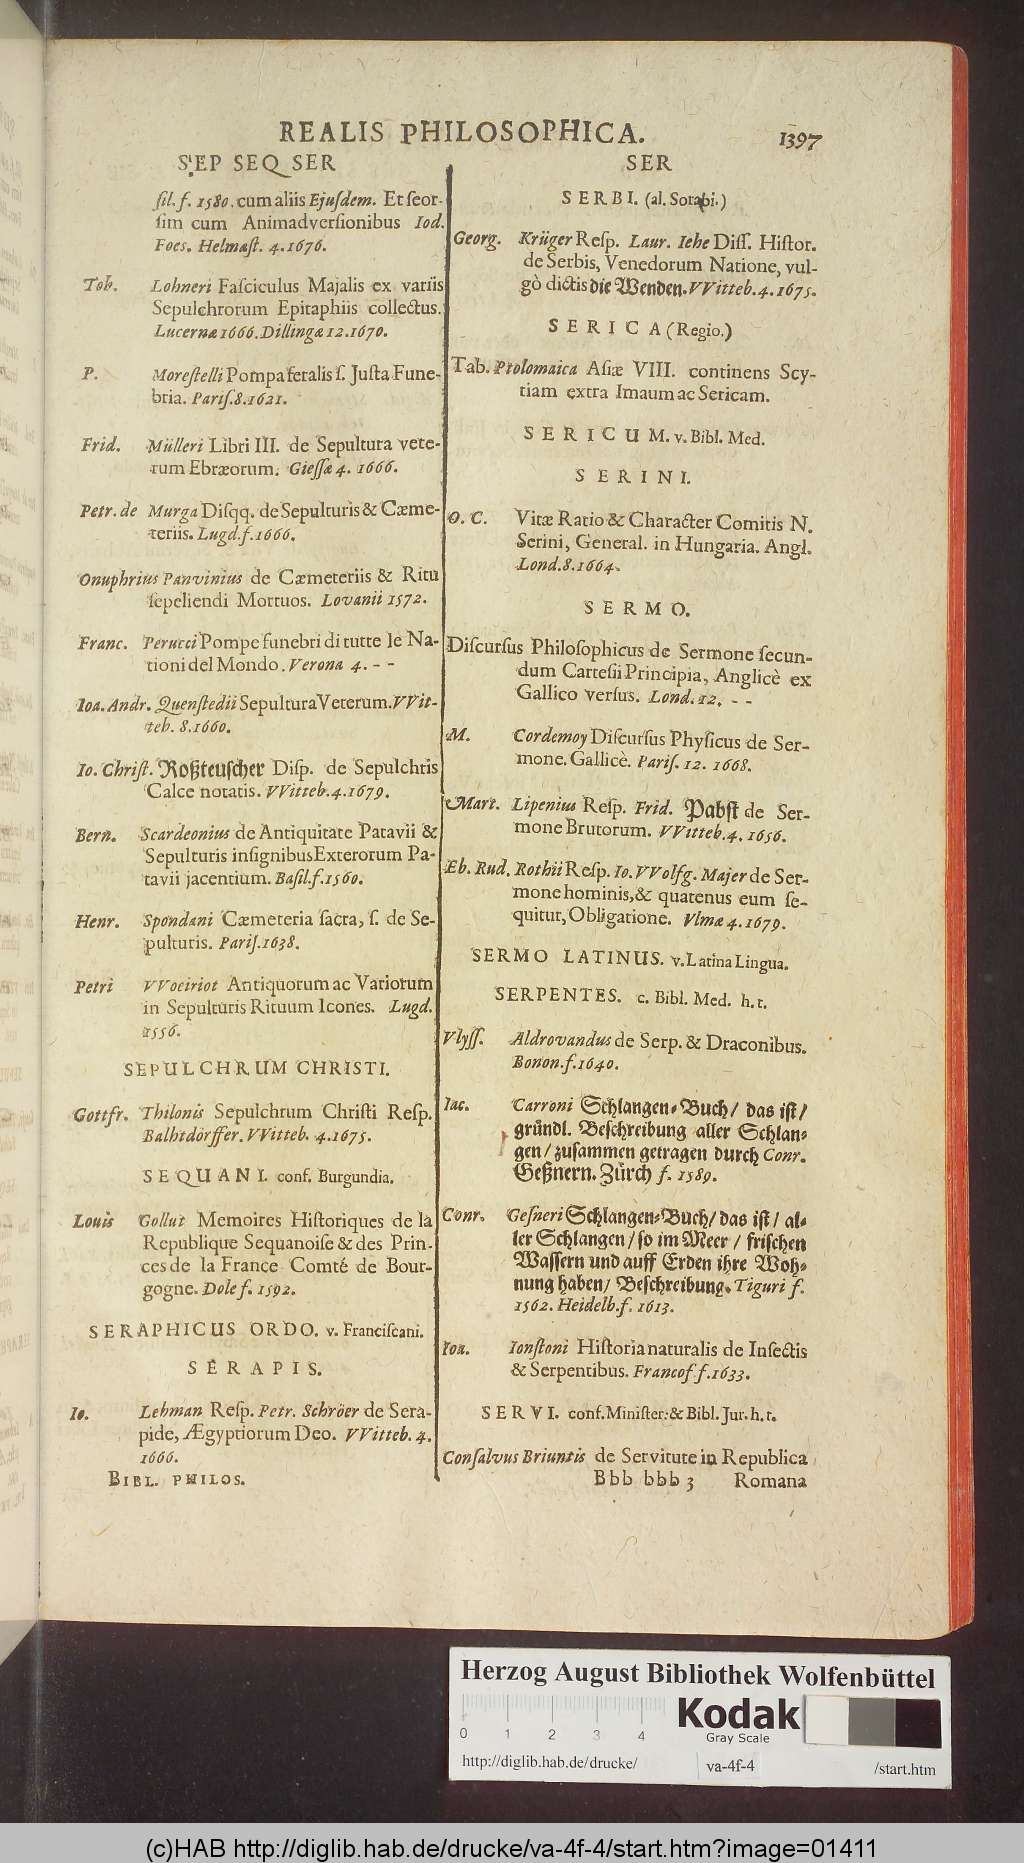 REALIS PHILOSOPHICA. 1397
SEP SEQ SER
ſil. f. 1580. cum aliis Ejuſdem. Et ſeor-
ſim cum Animadverſionibus Iod.
Foes. Helmaſt. 4. 1676.
Tob. Lohneri Faſciculus Majalis ex variis
Sepulchrorum Epitaphiis collectus.
Lucernæ 1666. Dillingæ 12. 1670.
P. Moreſtelli Pompa feralis ſ. Juſta Fune-
bria. Pariſ. 8. 1621.
Frid. Mülleri Libri III. de Sepultura vete-
rum Ebræorum. Gieſſæ 4. 1666.
Petr. de Murga Diſqq. de Sepulturis & Cæme-
teriis. Lugd. f. 1666.
Onuphrius Panvinius de Cæmeteriis & Ritu
ſepeliendi Mortuos. Lovanii 1572.
Franc. Perucci Pompe funebri di tutte le Na-
tioni del Mondo. Verona 4. - -
Ioa. Andr. Quenſtedii Sepultura Veterum. VVit-
teb. 8. 1660.
Io. Chriſt. Roßteuſcher Diſp. de Sepulchris
Calce notatis. VVitteb. 4. 1679.
Bern. Scardeonius de Antiquitate Patavii &
Sepulturis inſignibus Exterorum Pa-
tavii jacentium. Baſil. f. 1560.
Henr. Spondani Cæmeteria ſacra, ſ. de Se-
pulturis. Pariſ. 1638.
Petri VVoeiriot Antiquorum ac Variorum
in Sepulturis Rituum Icones. Lugd.
1556.
SEPULCHRUM CHRISTI.
Gottfr. Thilonis Sepulchrum Chriſti Reſp.
Balhtdörffer. VVitteb. 4. 1675.
SEQUANI. conf. Burgundia.
Louis Gollut Memoires Hiſtoriques de la
Republique Sequanoiſe & des Prin-
ces de la France Comté de Bour-
gogne. Dole f. 1592.
SERAPHICUS ORDO. v. Franciſcani.
SERAPIS.
Io. Lehman Reſp. Petr. Schröer de Sera-
pide, Ægyptiorum Deo. VVitteb. 4.
1666.
BIBL. PHILOS.
SER
SERBI. (al. Sorabi.)
Georg. Krüger Reſp. Laur. Iehe Diſſ. Hiſtor.
de Serbis, Venedorum Natione, vul-
gò dictis die Wenden. VVitteb. 4. 1675.
SERICA (Regio.)
Tab. Ptolomaica Aſiæ VIII. continens Scy-
tiam extra Imaum ac Sericam.
SERICUM. v. Bibl. Med.
SERINI.
O. C. Vitæ Ratio & Character Comitis N.
Serini, General. in Hungaria. Angl.
Lond. 8. 1664.
SERMO.
Diſcurſus Philoſophicus de Sermone ſecun-
dum Carteſii Principia, Anglicè ex
Gallico verſus. Lond. 12. - -
M. Cordemoy Diſcurſus Phyſicus de Ser-
mone. Gallicè. Pariſ. 12. 1668.
Mart. Lipenius Reſp. Frid. Pabſt de Ser-
mone Brutorum. VVitteb. 4. 1656.
Eb. Rud. Rothii Reſp. Io. VVolfg. Majer de Ser-
mone hominis, & quatenus eum ſe-
quitur, Obligatione. Vlmæ 4. 1679.
SERMO LATINUS. v. Latina Lingua.
SERPENTES. c. Bibl. Med. h. t.
Vlyſſ. Aldrovandus de Serp. & Draconibus.
Bonon. f. 1640.
Iac. Carroni Schlangen-Buch/ das iſt/
gründl. Beſchreibung aller Schlan-
gen/ zuſammen getragen durch Conr.
Geßnern. Zürch f. 1589.
Conr. Geſneri Schlangen-Buch/ das iſt/ al-
ler Schlangen/ ſo im Meer/ friſchen
Waſſern und auff Erden ihre Woh-
nung haben/ Beſchreibung. Tiguri f.
1562. Heidelb. f. 1613.
Ioa. Ionſtoni Hiſtoria naturalis de Inſectis
& Serpentibus. Francof f. 1633.
SERVI. conf. Miniſter: & Bibl. Jur. h. t.
Conſalvus Briuntis de Servitute in Republica
Bbb bbb 3 Romana
Herzog August Bibliothek Wolfenbüttel
0 1 2 3 4
Kodak
Gray Scale
http://diglib.hab.de/drucke/ va-4f-4 /start.htm
(c)HAB http://diglib.hab.de/drucke/va-4f-4/start.htm?image=01411